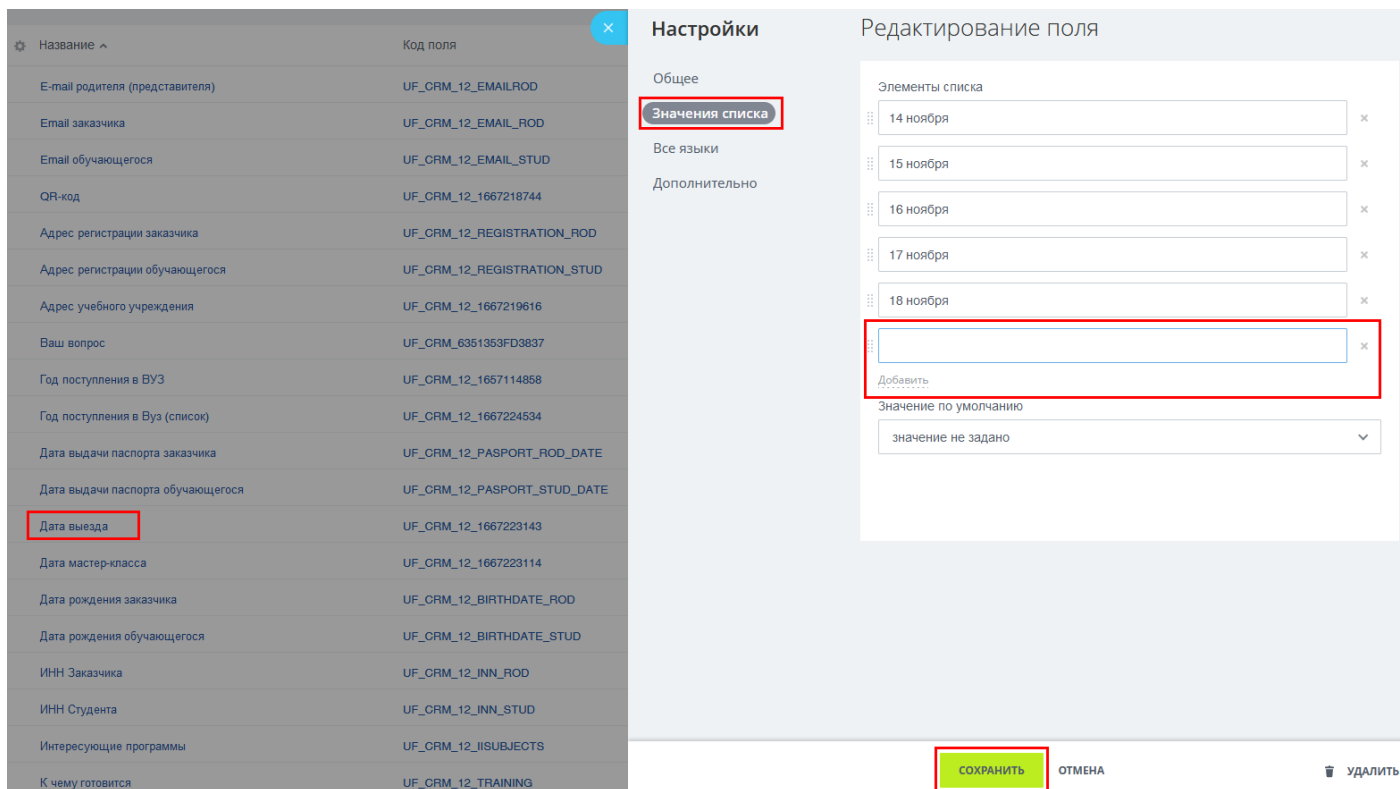 Название
Код поля
E-mail родителя (представителя)
UF_CRM_12_EMAILROD
Email заказчика
UF_CRM_12_EMAIL_ROD
Email обучающегося
UF_CRM_12_EMAIL_STUD
QR-код
UF_CRM_12_1667218744
Адрес регистрации заказчика
UF_CRM_12_REGISTRATION_ROD
Адрес регистрации обучающегося
UF_CRM_12_REGISTRATION_STUD
Адрес учебного учреждения
UF_CRM_12_1667219616
Ваш вопрос
UF_CRM_6351353FD3837
Год поступления в ВУЗ
UF_CRM_12_1657114858
Год поступления в Вуз (список)
UF_CRM_12_1667224534
Дата выдачи паспорта заказчика
UF_CRM_12_PASPORT_ROD_DATE
Дата выдачи паспорта обучающегося
UF_CRM_12_PASPORT_STUD_DATE
Дата выезда
UF_CRM_12_1667223143
Дата мастер-класса
UF_CRM_12_1667223114
Дата рождения заказчика
UF_CRM_12_BIRTHDATE_ROD
Дата рождения обучающегося
UF_CRM_12_BIRTHDATE_STUD
ИНН Заказчика
UF_CRM_12_INN_ROD
ИНН Студента
UF_CRM_12_INN_STUD
Интересующие программы
UF_CRM_12_IISUBJECTS
К чему готовится
UF_CRM_12_TRAINING
Настройки
Общее
Значения списка
Все языки
Дополнительно
Редактирование поля
Элементы списка
14 ноября
15 ноября
16 ноября
17 ноября
18 ноября
Добавить
Значение по умолчанию
значение не задано
СОХРАНИТЬ
ОТМЕНА
УДАЛИТЬ